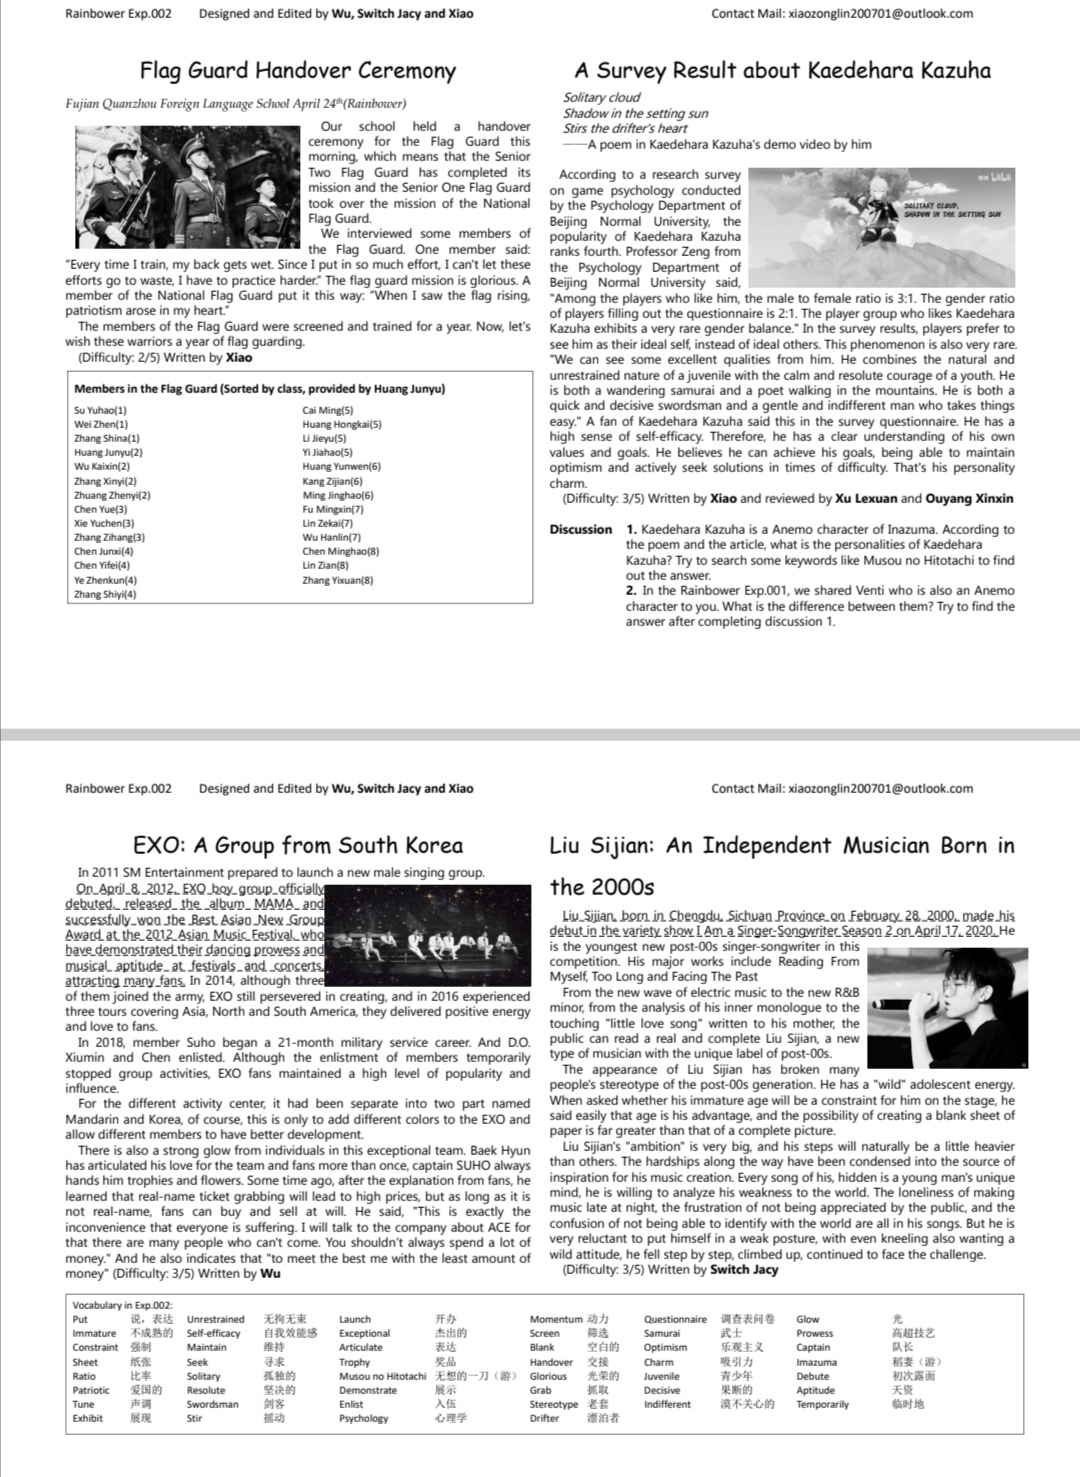 Rainbower Exp.002 Designed and Edited by Wu, Switch Jacy and Xiao Contact Mail: xiaozonglin200701@outlook.com
Flag Guard Handover Ceremony
Fujian Quanzhou Foreign Language School April 24th(Rainbower)
Our school held a handover
ceremony for the Flag Guard this
morning, which means that the Senior
Two Flag Guard has completed its
mission and the Senior One Flag Guard
took over the mission of the National
Flag Guard.
We interviewed some members of
the Flag Guard. One member said:
"Every time I train, my back gets wet. Since I put in so much effort, I can't let these
efforts go to waste, I have to practice harder." The flag guard mission is glorious. A
member of the National Flag Guard put it this way: "When I saw the flag rising,
patriotism arose in my heart."
The members of the Flag Guard were screened and trained for a year. Now, let's
wish these warriors a year of flag guarding.
(Difficulty: 2/5) Written by Xiao
Members in the Flag Guard (Sorted by class, provided by Huang Junyu)
Su Yuhao(1)
Wei Zhen(1)
Zhang Shina(1)
Huang Junyu(2)
Wu Kaixin(2)
Zhang Xinyi(2)
Zhuang Zhenyi(2)
Chen Yue(3)
Xie Yuchen(3)
Zhang Zihang(3)
Chen Junxi(4)
Chen Yifei(4)
Ye Zhenkun(4)
Zhang Shiyi(4)
Cai Ming(5)
Huang Hongkai(5)
Li Jieyu(5)
Yi Jiahao(5)
Huang Yunwen(6)
Kang Zijian(6)
Ming Jinghao(6)
Fu Mingxin(7)
Lin Zekai(7)
Wu Hanlin(7)
Chen Minghao(8)
Lin Zian(8)
Zhang Yixuan(8)
A Survey Result about Kaedehara Kazuha
Solitary cloud
Shadow in the setting sun
Stirs the drifter's heart
——A poem in Kaedehara Kazuha's demo video by him
SOLITARY CLOUD,
SHADOW IN THE SETTING SUN
According to a research survey
on game psychology conducted
by the Psychology Department of
Beijing Normal University, the
popularity of Kaedehara Kazuha
ranks fourth. Professor Zeng from
the Psychology Department of
Beijing Normal University said,
"Among the players who like him, the male to female ratio is 3:1. The gender ratio
of players filling out the questionnaire is 2:1. The player group who likes Kaedehara
Kazuha exhibits a very rare gender balance." In the survey results, players prefer to
see him as their ideal self, instead of ideal others. This phenomenon is also very rare.
"We can see some excellent qualities from him. He combines the natural and
unrestrained nature of a juvenile with the calm and resolute courage of a youth. He
is both a wandering samurai and a poet walking in the mountains. He is both a
quick and decisive swordsman and a gentle and indifferent man who takes things
easy." A fan of Kaedehara Kazuha said this in the survey questionnaire. He has a
high sense of self-efficacy. Therefore, he has a clear understanding of his own
values and goals. He believes he can achieve his goals, being able to maintain
optimism and actively seek solutions in times of difficulty. That's his personality
charm.
(Difficulty: 3/5) Written by Xiao and reviewed by Xu Lexuan and Ouyang Xinxin
Discussion 1. Kaedehara Kazuha is a Anemo character of Inazuma. According to
the poem and the article, what is the personalities of Kaedehara
Kazuha? Try to search some keywords like Musou no Hitotachi to find
out the answer.
2. In the Rainbower Exp.001, we shared Venti who is also an Anemo
character to you. What is the difference between them? Try to find the
answer after completing discussion 1.
Rainbower Exp.002 Designed and Edited by Wu, Switch Jacy and Xiao Contact Mail: xiaozonglin200701@outlook.com
EXO: A Group from South Korea
In 2011 SM Entertainment prepared to launch a new male singing group.
On April 8, 2012, EXO boy group officially
debuted, released the album MAMA and
successfully won the Best Asian New Group
Award at the 2012 Asian Music Festival, who
have demonstrated their dancing prowess and
musical aptitude at festivals and concerts,
attracting many fans. In 2014, although three
of them joined the army, EXO still persevered in creating, and in 2016 experienced
three tours covering Asia, North and South America, they delivered positive energy
and love to fans.
In 2018, member Suho began a 21-month military service career. And D.O.
Xiumin and Chen enlisted. Although the enlistment of members temporarily
stopped group activities, EXO fans maintained a high level of popularity and
influence.
For the different activity center, it had been separate into two part named
Mandarin and Korea, of course, this is only to add different colors to the EXO and
allow different members to have better development.
There is also a strong glow from individuals in this exceptional team. Baek Hyun
has articulated his love for the team and fans more than once, captain SUHO always
hands him trophies and flowers. Some time ago, after the explanation from fans, he
learned that real-name ticket grabbing will lead to high prices, but as long as it is
not real-name, fans can buy and sell at will. He said, "This is exactly the
inconvenience that everyone is suffering. I will talk to the company about ACE for
that there are many people who can't come. You shouldn't always spend a lot of
money." And he also indicates that "to meet the best me with the least amount of
money" (Difficulty: 3/5) Written by Wu
Liu Sijian: An Independent Musician Born in
the 2000s
Liu Sijian, born in Chengdu, Sichuan Province on February 28, 2000, made his
debut in the variety show I Am a Singer-Songwriter Season 2 on April 17, 2020. He
is the youngest new post-00s singer-songwriter in this
competition. His major works include Reading From
Myself, Too Long and Facing The Past
From the new wave of electric music to the new R&B
minor, from the analysis of his inner monologue to the
touching "little love song" written to his mother, the
public can read a real and complete Liu Sijian, a new
type of musician with the unique label of post-00s.
The appearance of Liu Sijian has broken many
people's stereotype of the post-00s generation. He has a "wild" adolescent energy.
When asked whether his immature age will be a constraint for him on the stage, he
said easily that age is his advantage, and the possibility of creating a blank sheet of
paper is far greater than that of a complete picture.
Liu Sijian's "ambition" is very big, and his steps will naturally be a little heavier
than others. The hardships along the way have been condensed into the source of
inspiration for his music creation. Every song of his, hidden is a young man's unique
mind, he is willing to analyze his weakness to the world. The loneliness of making
music late at night, the frustration of not being appreciated by the public, and the
confusion of not being able to identify with the world are all in his songs. But he is
very reluctant to put himself in a weak posture, with even kneeling also wanting a
wild attitude, he fell step by step, climbed up, continued to face the challenge.
(Difficulty: 3/5) Written by Switch Jacy
Vocabulary in Exp.002:
Put 说，表达 Unrestrained 无拘无束 Launch 开办 Momentum 动力 Questionnaire 调查表问卷 Glow 光
Immature 不成熟的 Self-efficacy 自我效能感 Exceptional 杰出的 Screen 筛选 Samurai 武士 Prowess 高超技艺
Constraint 强制 Maintain 维持 Articulate 表达 Blank 空白的 Optimism 乐观主义 Captain 队长
Sheet 纸张 Seek 寻求 Trophy 奖品 Handover 交接 Charm 吸引力 Imazuma 稻妻（游）
Ratio 比率 Solitary 孤独的 Musou no Hitotachi 无想的一刀（游） Glorious 光荣的 Juvenile 青少年 Debute 初次露面
Patriotic 爱国的 Resolute 坚决的 Demonstrate 展示 Grab 抓取 Decisive 果断的 Aptitude 天资
Tune 声调 Swordsman 剑客 Enlist 入伍 Stereotype 老套 Indifferent 漠不关心的 Temporarily 临时地
Exhibit 展现 Stir 摇动 Psychology 心理学 Drifter 漂泊者